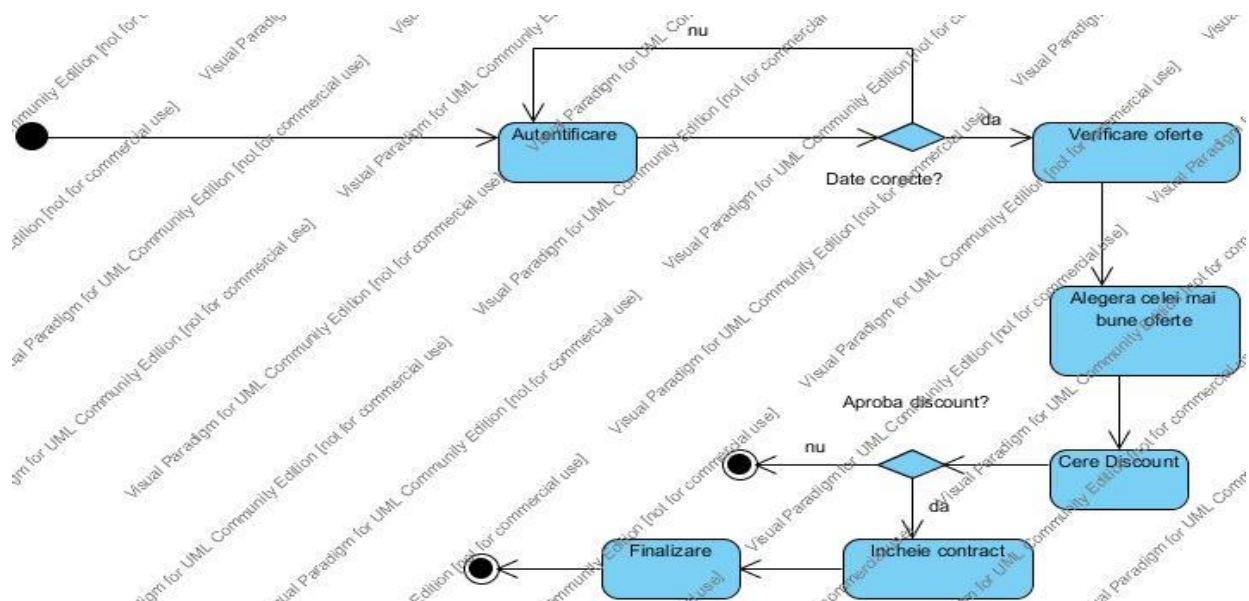 nu
Autentificare
da
Verificare oferte
Date corecte?
Alegera celei mai
bune oferte
Aproba discount?
nu
Cere Discount
da
Finalizare
Incheie contract
Visual Paradigm for UML Community Edition [not for commercial use]